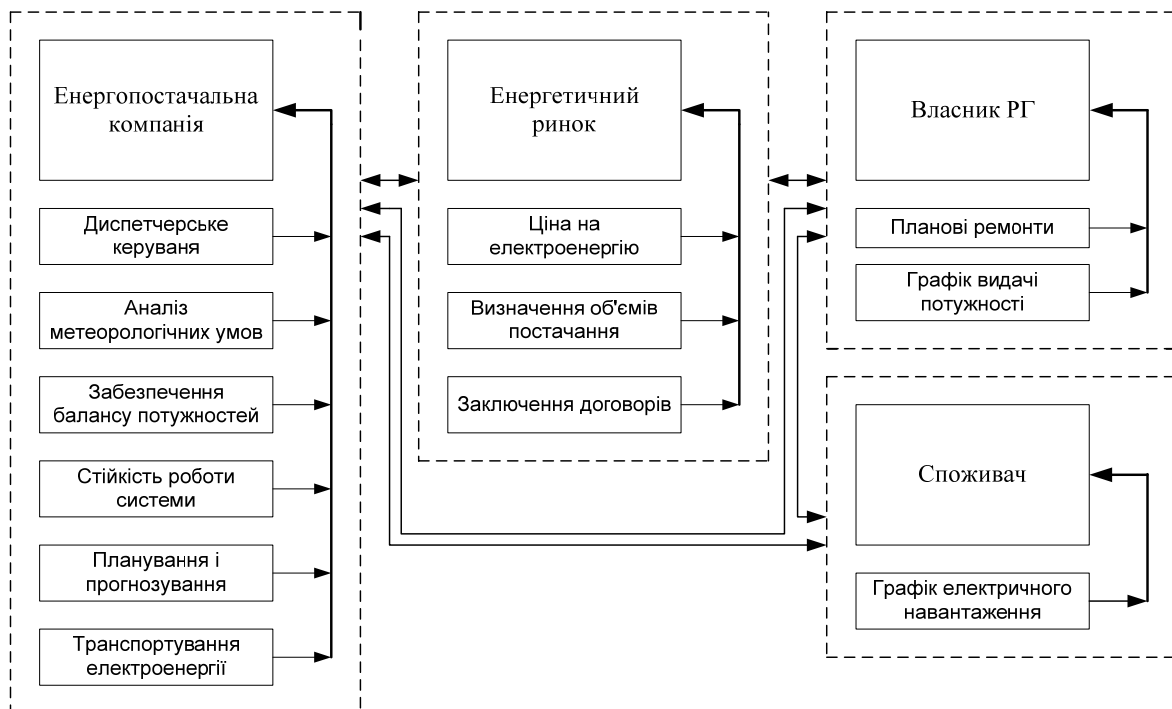 Енергопостачальна
компанія
Диспетчерське
керуваня
Аналіз
метеорологічних умов
Забезпечення
балансу потужностей
Стійкість роботи
системи
Планування і
прогнозування
Транспортування
електроенергії
Енергетичний
ринок
Ціна на
електроенергію
Визначення об'ємів
постачання
Заключення договорів
Власник РГ
Планові ремонти
Графік видачі
потужності
Споживач
Графік електричного
навантаження